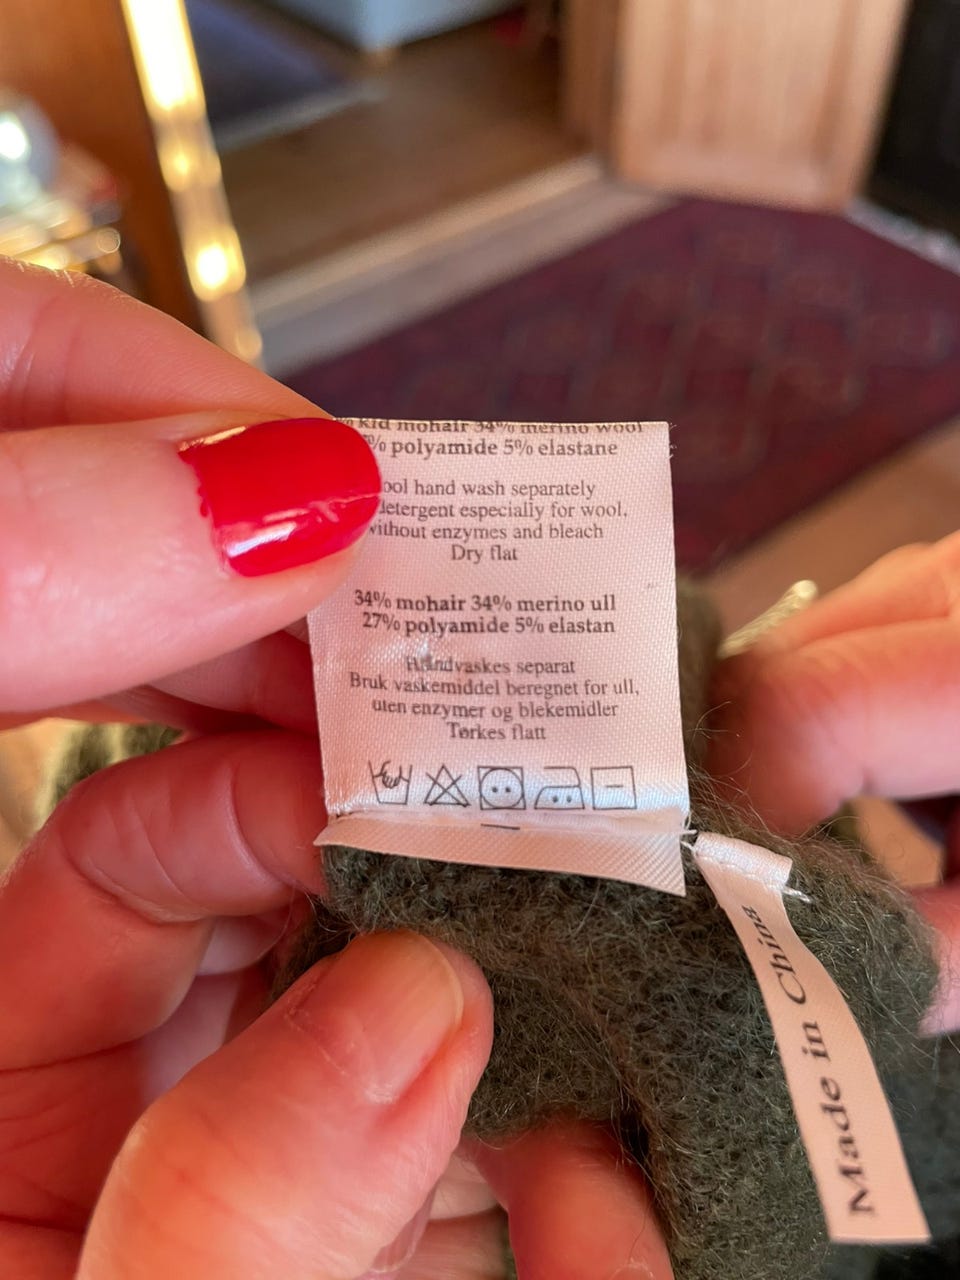 % kid mohair 34% merino wool
% polyamide 5% elastane
hand wash separately
detergent especially for wool,
without enzymes and bleach
Dry flat
34% mohair 34% merino ull
27% polyamide 5% elastan
Håndvaskes separat
Bruk vaskemiddel beregnet for ull,
uten enzymer og blekemidler
Tørkes flatt
Made in China